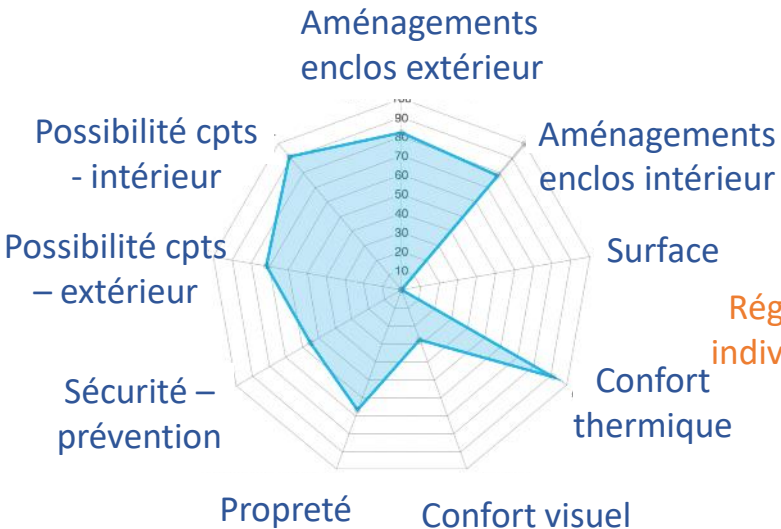 Aménagements
enclos extérieur
Possibilité cpts
- intérieur
Aménagements
enclos intérieur
Possibilité cpts
– extérieur
Surface
Sécurité –
prévention
Confort
thermique
Propreté
Confort visuel
100
90
80
70
60
50
40
30
20
10